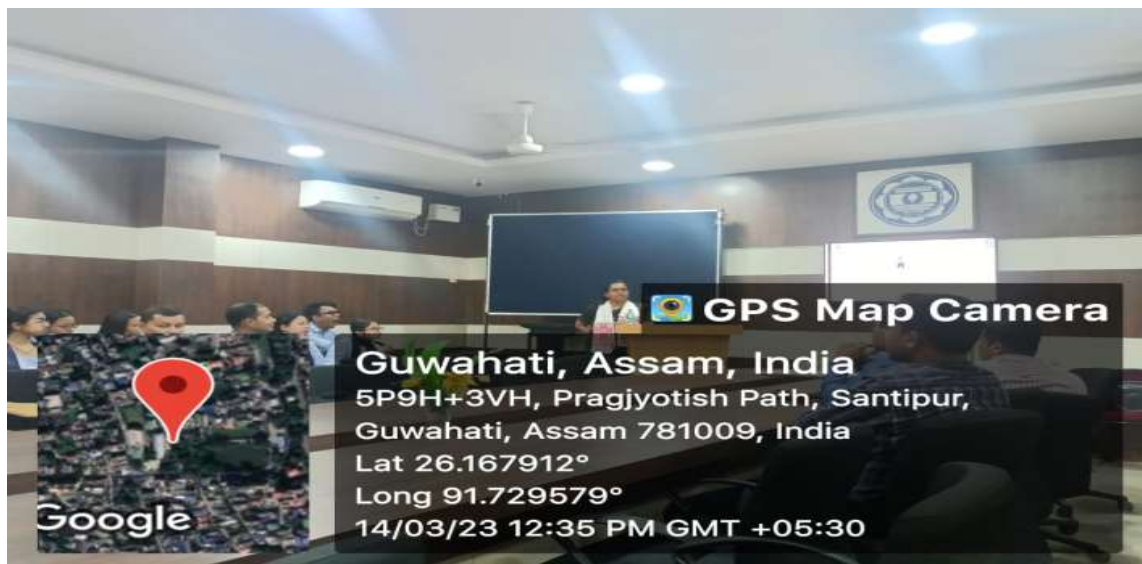 GPS Map Camera
Guwahati, Assam, India
5P9H+3VH, Pragjyotish Path, Santipur,
Guwahati, Assam 781009, India
Lat 26.167912°
Long 91.729579°
14/03/23 12:35 PM GMT +05:30
Google